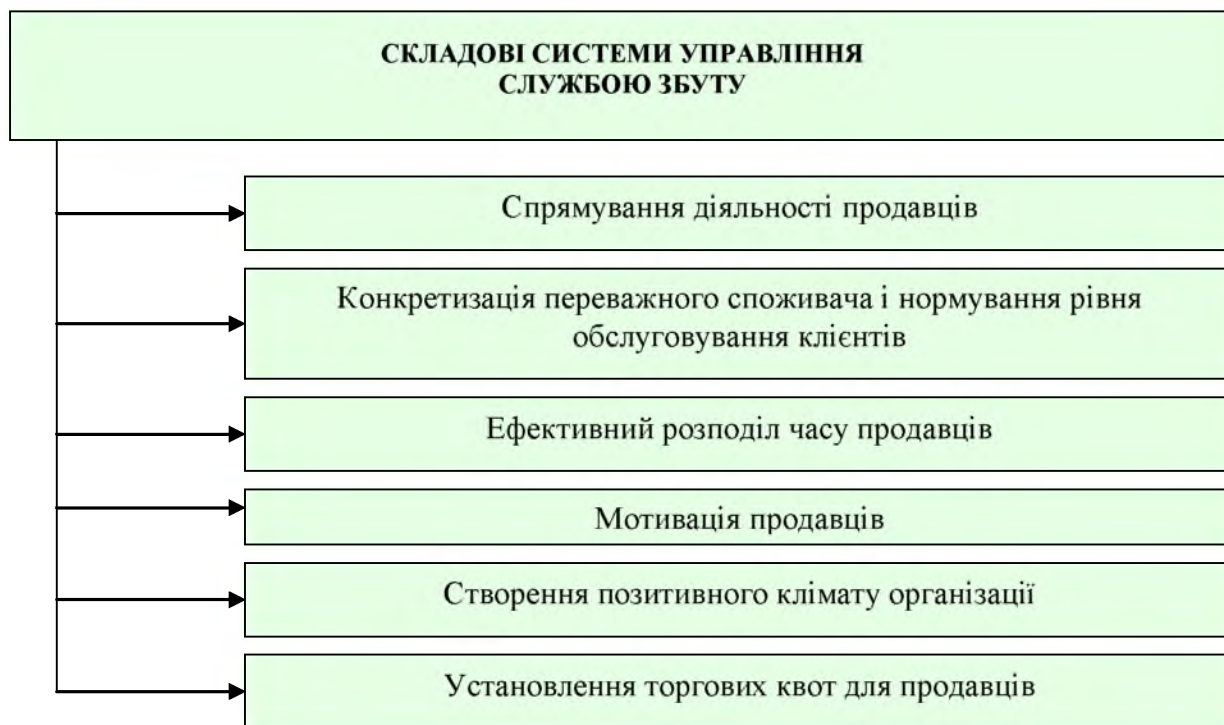 СКЛАДОВІ СИСТЕМИ УПРАВЛІННЯ
СЛУЖБОЮ ЗБУТУ
Спрямування діяльності продавців
Конкретизація переважного споживача і нормування рівня
обслуговування клієнтів
Ефективний розподіл часу продавців
Мотивація продавців
Створення позитивного клімату організації
Установлення торгових квот для продавців